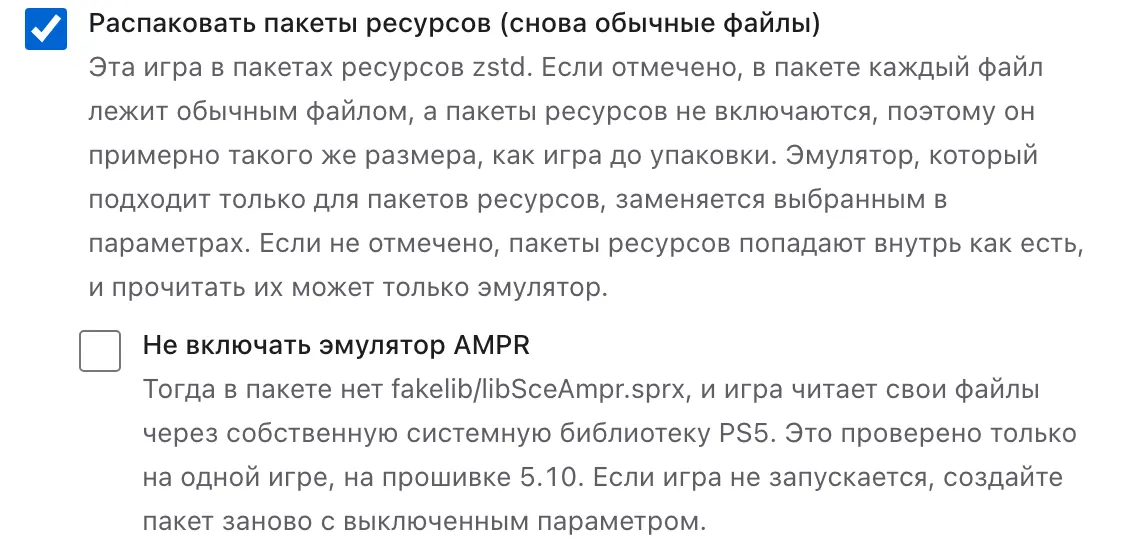 Распаковать пакеты ресурсов (снова обычные файлы)
Эта игра в пакетах ресурсов zstd. Если отмечено, в пакете каждый файл
лежит обычным файлом, а пакеты ресурсов не включаются, поэтому он
примерно такого же размера, как игра до упаковки. Эмулятор, который
подходит только для пакетов ресурсов, заменяется выбранным в
параметрах. Если не отмечено, пакеты ресурсов попадают внутрь как есть,
и прочитать их может только эмулятор.
Не включать эмулятор AMPR
Тогда в пакете нет fakelib/libSceAmpr.sprx, и игра читает свои файлы
через собственную системную библиотеку PS5. Это проверено только
на одной игре, на прошивке 5.10. Если игра не запускается, создайте
пакет заново с выключенным параметром.